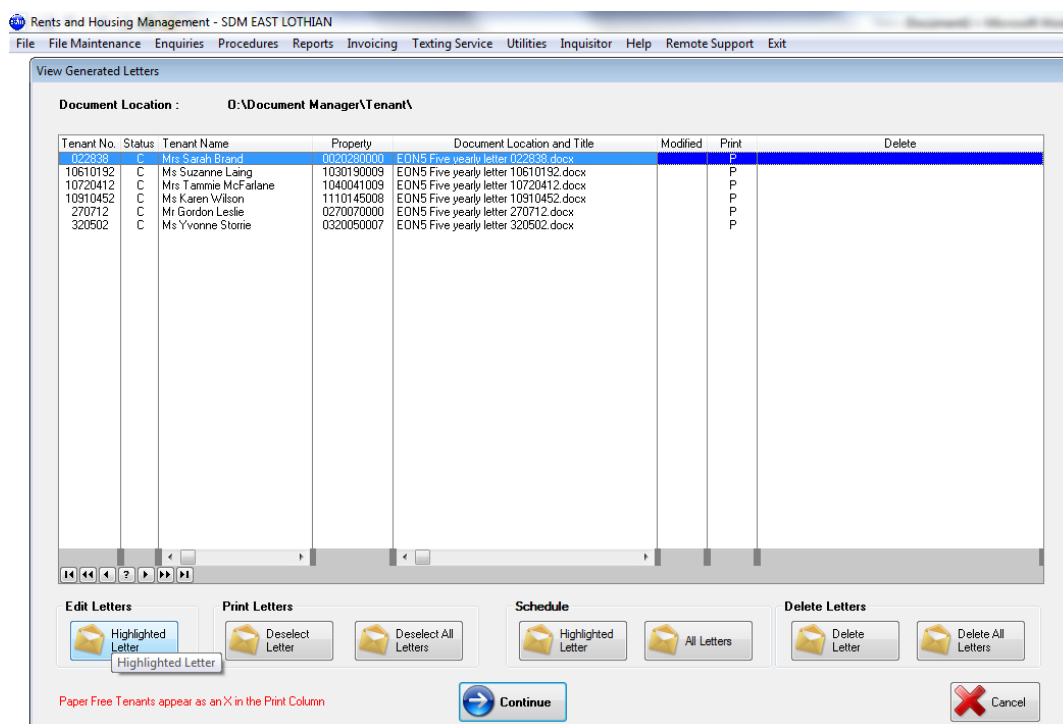 Rents and Housing Management - SDM EAST LOTHIAN
File File Maintenance Enquiries Procedures Reports Invoicing Texting Service Utilities Inquisitor Help Remote Support Exit
View Generated Letters
Document Location : O:\Document Manager\Tenant\
Tenant No. Status Tenant Name Property Document Location and Title Modified Print Delete
022838 C Mrs Sarah Brand 0020280000 EON5 Five yearly letter 022838.docx P
10610192 C Ms Suzanne Laing 1030190009 EON5 Five yearly letter 10610192.docx P
10720412 C Mrs Tammie McFarlane 1040041009 EON5 Five yearly letter 10720412.docx P
10910452 C Ms Karen Wilson 1110145008 EON5 Five yearly letter 10910452.docx P
270712 C Mr Gordon Leslie 0270070000 EON5 Five yearly letter 270712.docx P
320502 C Ms Yvonne Storrie 0320050007 EON5 Five yearly letter 320502.docx P
?
Edit Letters Print Letters Schedule Delete Letters
Highlighted Letter Deselect Letter Deselect All Letters Highlighted Letter All Letters Delete Letter Delete All Letters
Highlighted Letter
Paper Free Tenants appear as an X in the Print Column
Continue
Cancel